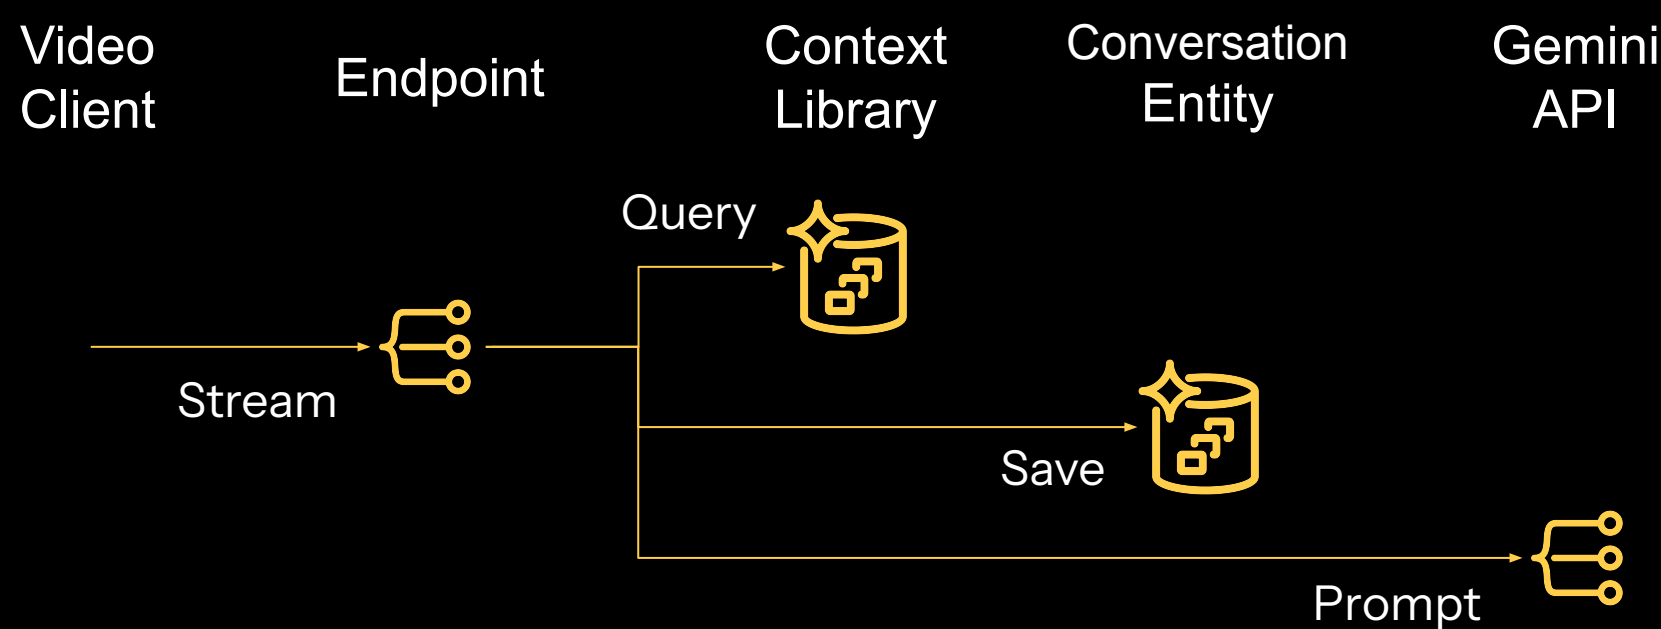 Video
Client
Endpoint
Context
Library
Conversation
Entity
Gemini
API
Query
Stream
Save
Prompt